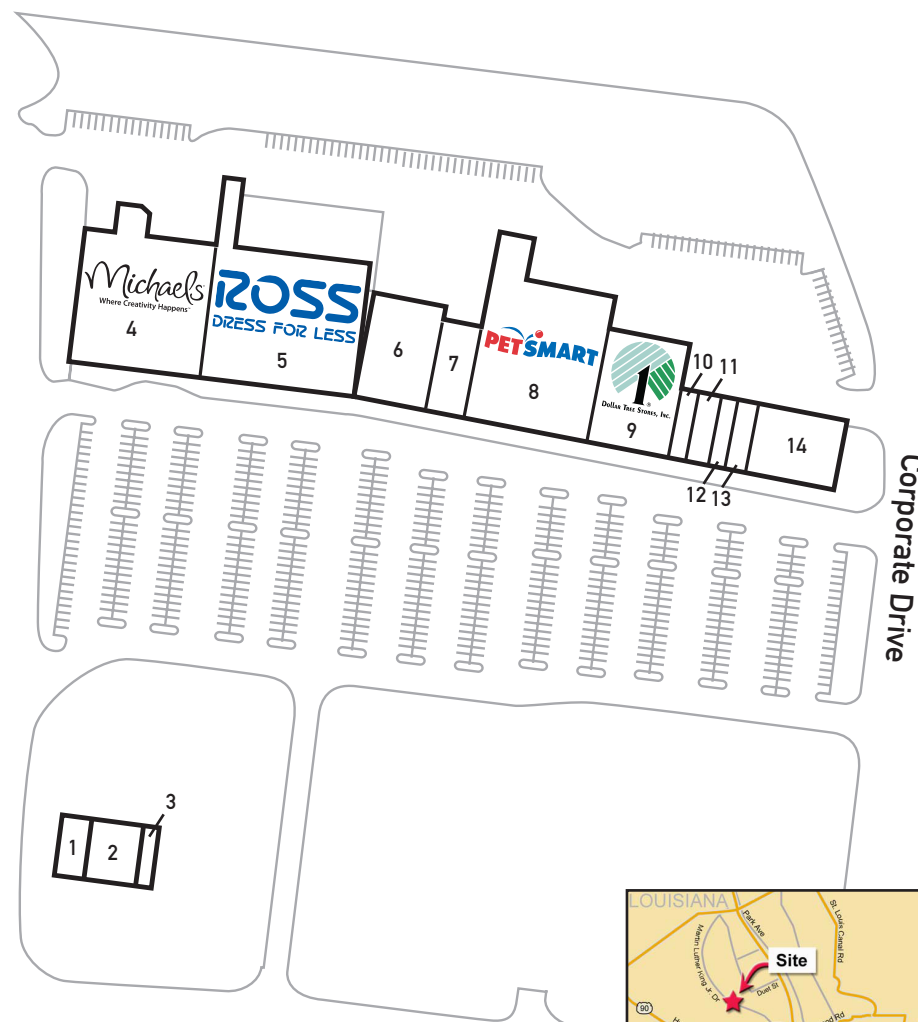 Michaels
Where Creativity Happens™
4
ROSS
DRESS FOR LESS
5
6
7
PETSMART
8
1
®
Dollar Tree Stores, Inc.
9
10 11
12 13
14
Corporate Drive
3
1
2
LOUISIANA
Park Ave
St. Louis Canal Rd
Martin Luther King Jr. Dr
Site
Duet St
90